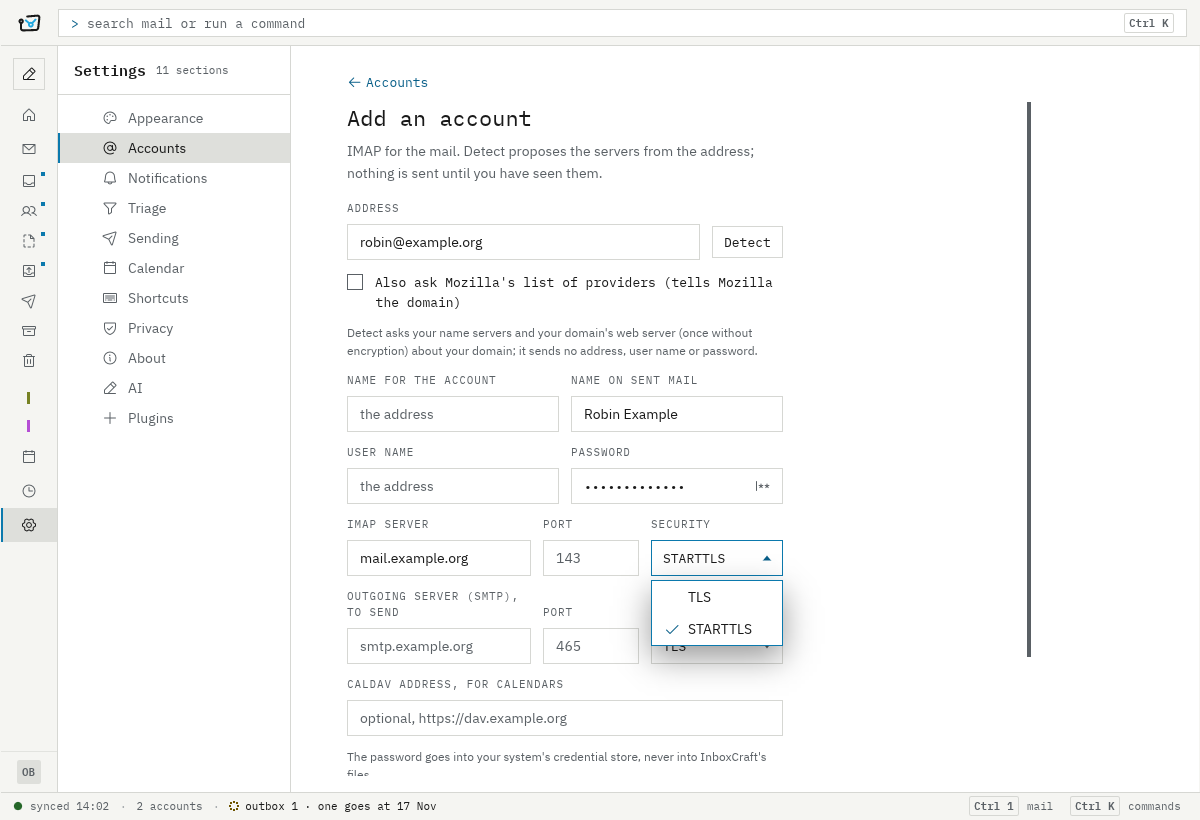 > search mail or run a command
Ctrl K
Settings 11 sections
Appearance
Accounts
Notifications
Triage
Sending
Calendar
Shortcuts
Privacy
About
AI
Plugins
← Accounts
Add an account
IMAP for the mail. Detect proposes the servers from the address;
nothing is sent until you have seen them.
ADDRESS
robin@example.org
Detect
Also ask Mozilla's list of providers (tells Mozilla
the domain)
Detect asks your name servers and your domain's web server (once without
encryption) about your domain; it sends no address, user name or password.
NAME FOR THE ACCOUNT
NAME ON SENT MAIL
the address
Robin Example
USER NAME
PASSWORD
the address
•••••••••••••
IMAP SERVER
PORT
SECURITY
mail.example.org
143
STARTTLS
TLS
STARTTLS
OUTGOING SERVER (SMTP),
TO SEND
PORT
smtp.example.org
465
TLS
CALDAV ADDRESS, FOR CALENDARS
optional, https://dav.example.org
The password goes into your system's credential store, never into InboxCraft's
files.
OB
synced 14:02 · 2 accounts · outbox 1 · one goes at 17 Nov
Ctrl 1 mail
Ctrl K commands